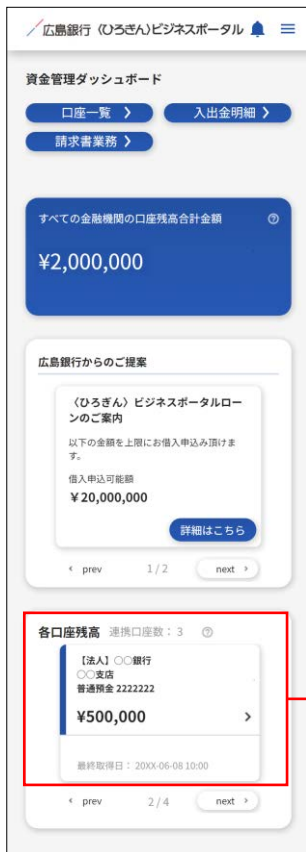 広島銀行〈ひろぎん〉ビジネスポータル
資金管理ダッシュボード
口座一覧 >
入出金明細 >
請求書業務 >
すべての金融機関の口座残高合計金額 ?
¥2,000,000
広島銀行からのご提案
〈ひろぎん〉ビジネスポータルロー
ンのご案内
以下の金額を上限にお借入申込み頂けま
す。
借入申込可能額
¥20,000,000
詳細はこちら
‹ prev 1 / 2 next ›
各口座残高 連携口座数：3 ?
【法人】○○銀行
○○支店
普通預金 2222222
¥500,000 >
最終取得日： 20XX-06-08 10:00
‹ prev 2 / 4 next ›